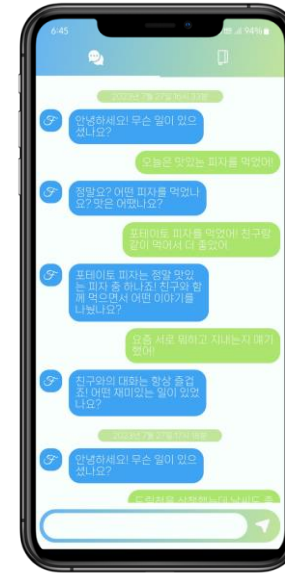 6:45
94%
안녕하세요! 무슨 일이 있으
셨나요?
오늘은 맛있는 피자를 먹었어!
정말요? 어떤 피자를 먹었나
요? 맛은 어땠나요?
포테이토 피자를 먹었어! 친구랑
같이 먹어서 더 좋았어
포테이토 피자는 정말 맛있
는 피자 중 하나죠! 친구와 함
께 먹으면서 어떤 이야기를
나눴나요?
요즘 서로 뭐하고 지내는지 얘기
했어!
친구와의 대화는 항상 즐겁
죠! 어떤 재미있는 일이 있었
나요?
안녕하세요! 무슨 일이 있으
셨나요?